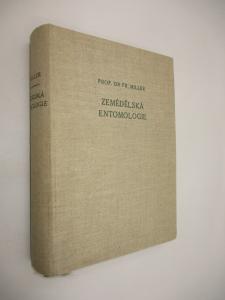 PROF. DR FR. MILLER
ZEMĚDĚLSKÁ
ENTOMOLOGIE